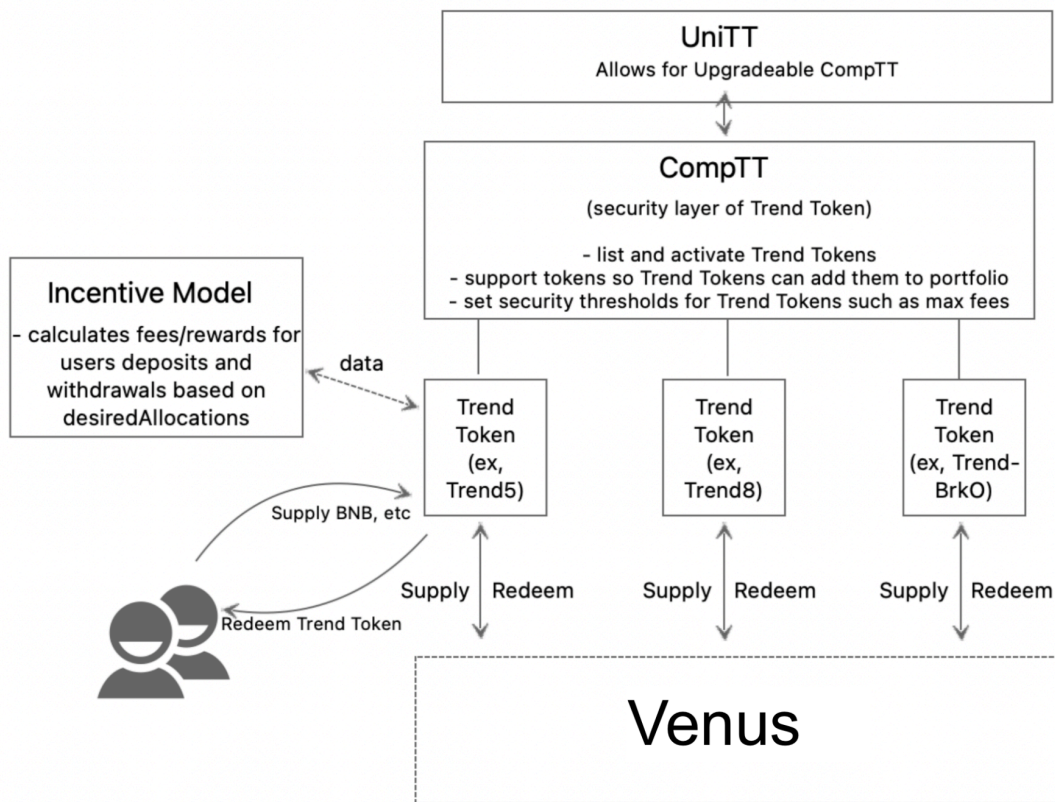 UniTT
Allows for Upgradeable CompTT
CompTT
(security layer of Trend Token)
- list and activate Trend Tokens
- support tokens so Trend Tokens can add them to portfolio
- set security thresholds for Trend Tokens such as max fees
Incentive Model
- calculates fees/rewards for
users deposits and
withdrawals based on
desiredAllocations
data
Trend
Token
(ex,
Trend5)
Trend
Token
(ex,
Trend8)
Trend
Token
(ex, Trend-
BrkO)
Supply BNB, etc
Redeem Trend Token
Supply Redeem
Supply Redeem
Supply Redeem
Venus